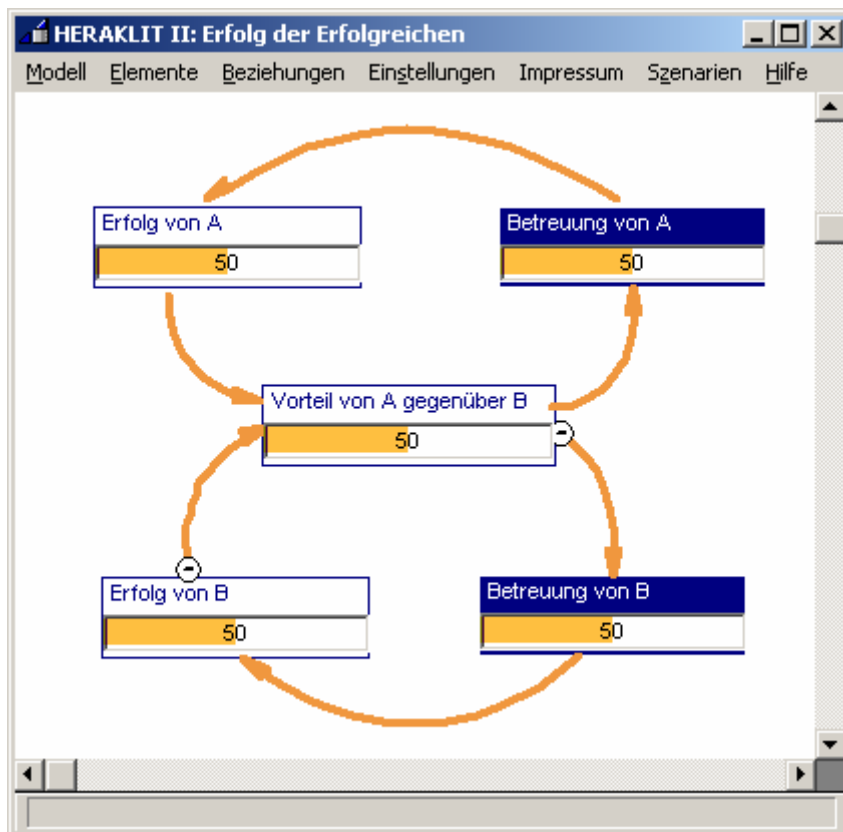 HERAKLIT II: Erfolg der Erfolgreichen
Modell Elemente Beziehungen Einstellungen Impressum Szenarien Hilfe
Erfolg von A
50
Betreuung von A
50
Vorteil von A gegenüber B
50
-
-
Erfolg von B
50
Betreuung von B
50